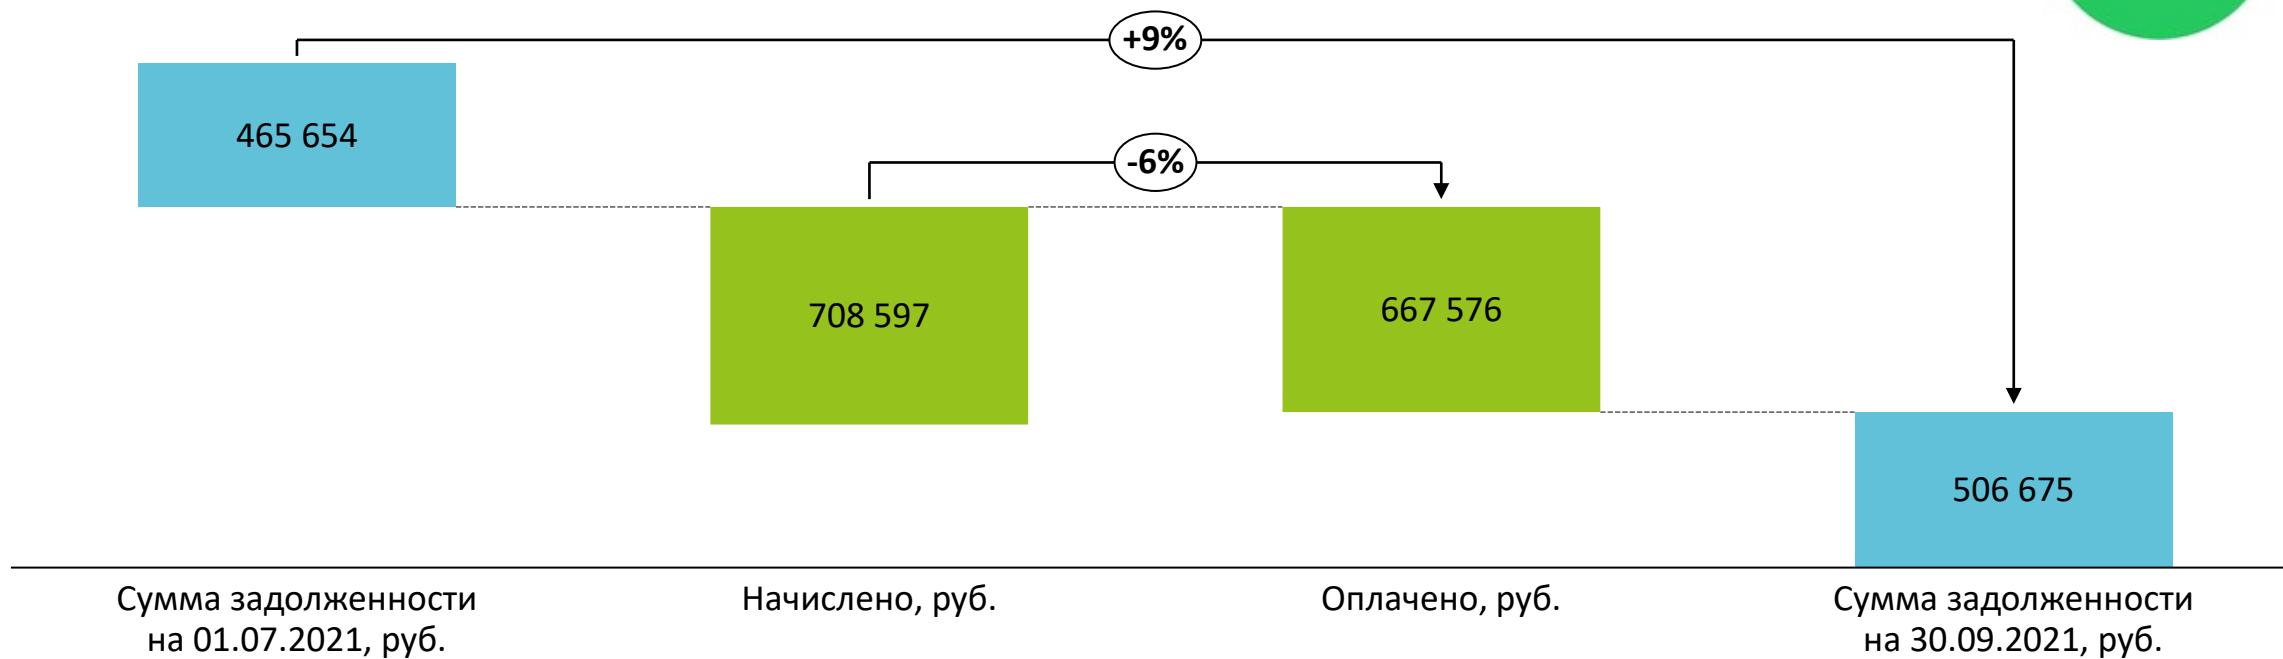 +9%
465 654
-6%
708 597
667 576
506 675
Сумма задолженности
на 01.07.2021, руб.
Начислено, руб.
Оплачено, руб.
Сумма задолженности
на 30.09.2021, руб.